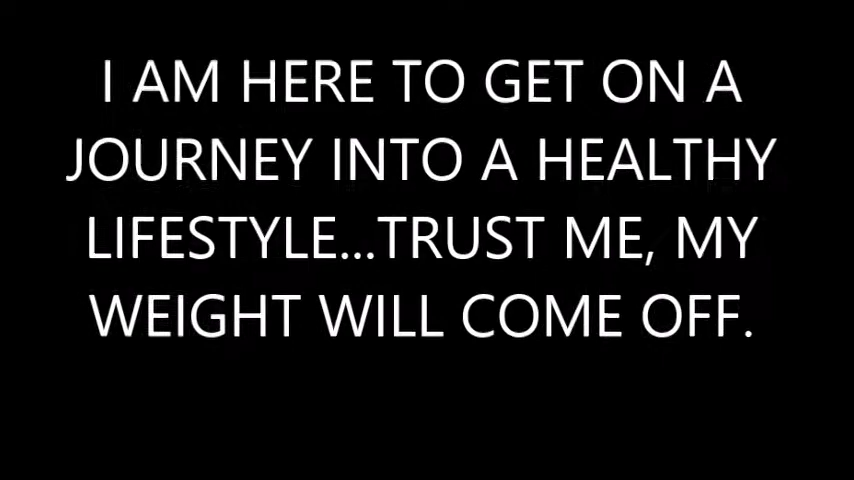 I AM HERE TO GET ON A
JOURNEY INTO A HEALTHY
LIFESTYLE...TRUST ME, MY
WEIGHT WILL COME OFF.